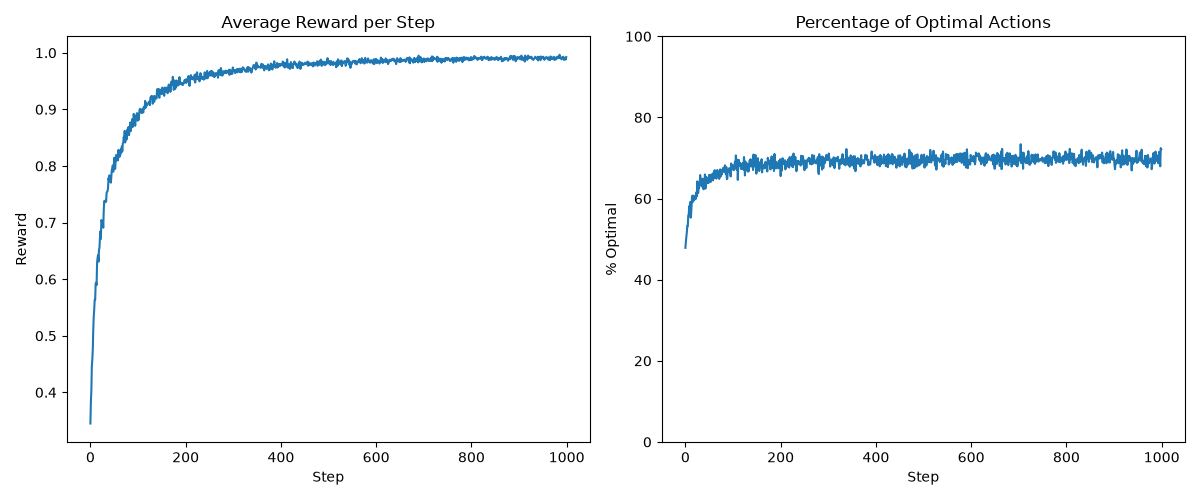 Average Reward per Step
1.0
0.9
0.8
0.7
0.6
0.5
0.4
Reward
0 200 400 600 800 1000
Step
Percentage of Optimal Actions
100
80
60
40
20
0
% Optimal
0 200 400 600 800 1000
Step